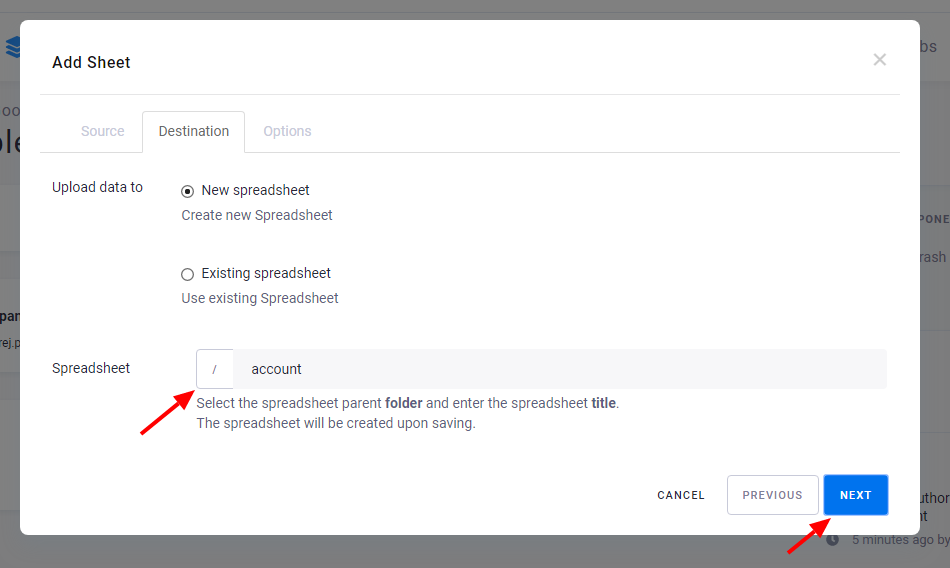 Add Sheet
Source
Destination
Options
Upload data to
New spreadsheet
Create new Spreadsheet
Existing spreadsheet
Use existing Spreadsheet
Spreadsheet
/
account
Select the spreadsheet parent folder and enter the spreadsheet title.
The spreadsheet will be created upon saving.
CANCEL
PREVIOUS
NEXT
5 minutes ago by